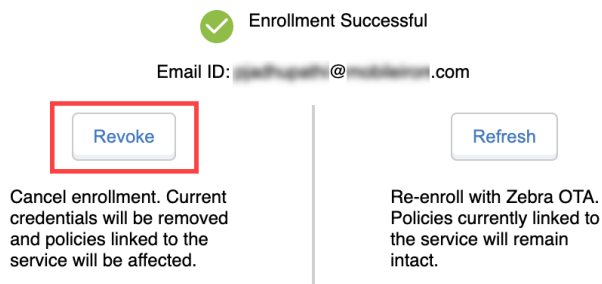 Enrollment Successful
Email ID: @.com
Revoke
Cancel enrollment. Current
credentials will be removed
and policies linked to the
service will be affected.
Refresh
Re-enroll with Zebra OTA.
Policies currently linked to
the service will remain
intact.